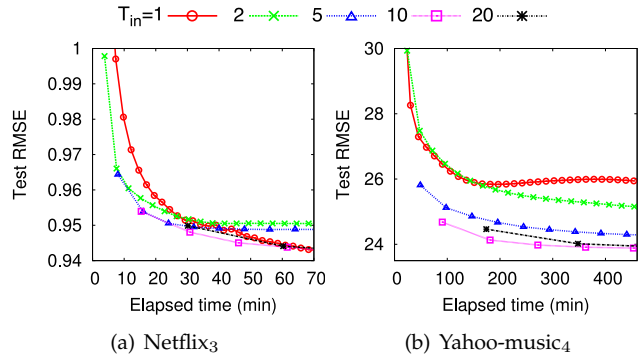 T_in=1 2 5 10 20
1
0.99
0.98
0.97
0.96
0.95
0.94
Test RMSE
0 10 20 30 40 50 60 70
Elapsed time (min)
(a) Netflix₃
30
28
26
24
Test RMSE
0 100 200 300 400
Elapsed time (min)
(b) Yahoo-music₄